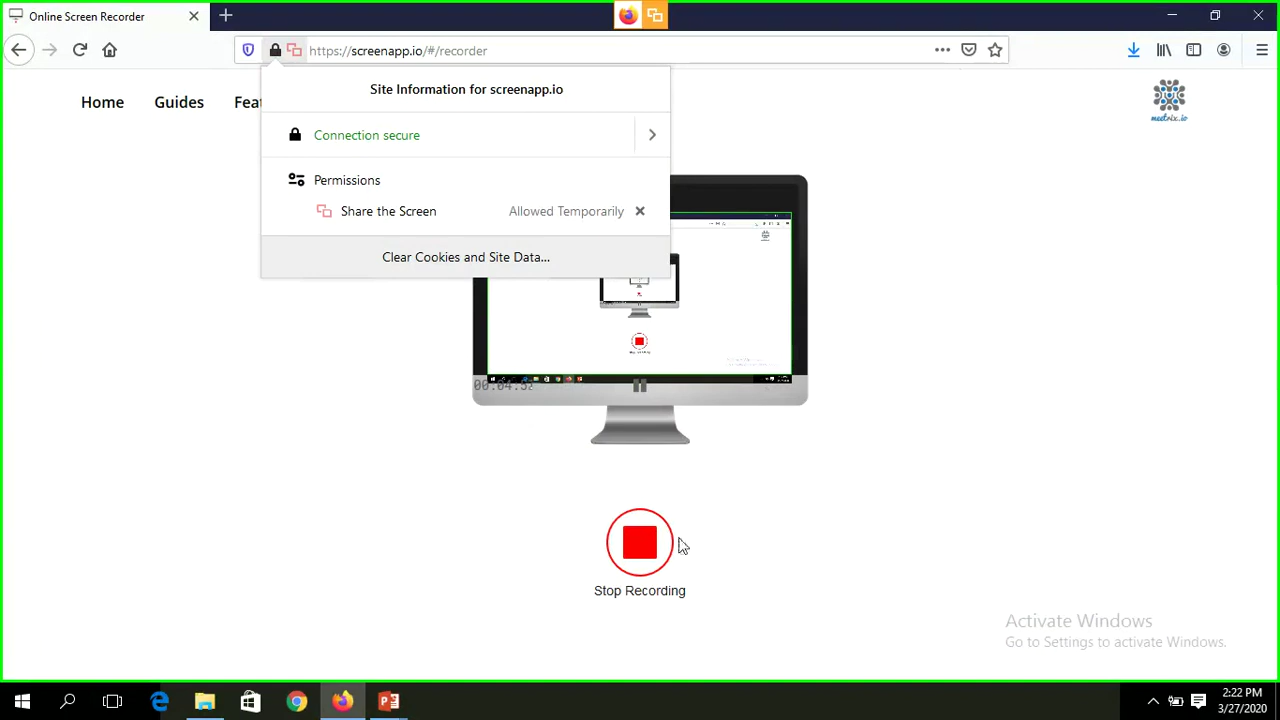 Online Screen Recorder
https://screenapp.io/#/recorder
Site Information for screenapp.io
Home
Guides
Connection secure
Permissions
Share the Screen
Allowed Temporarily
Clear Cookies and Site Data...
meetrix.io
Stop Recording
Activate Windows
Go to Settings to activate Windows.
2:22 PM
3/27/2020